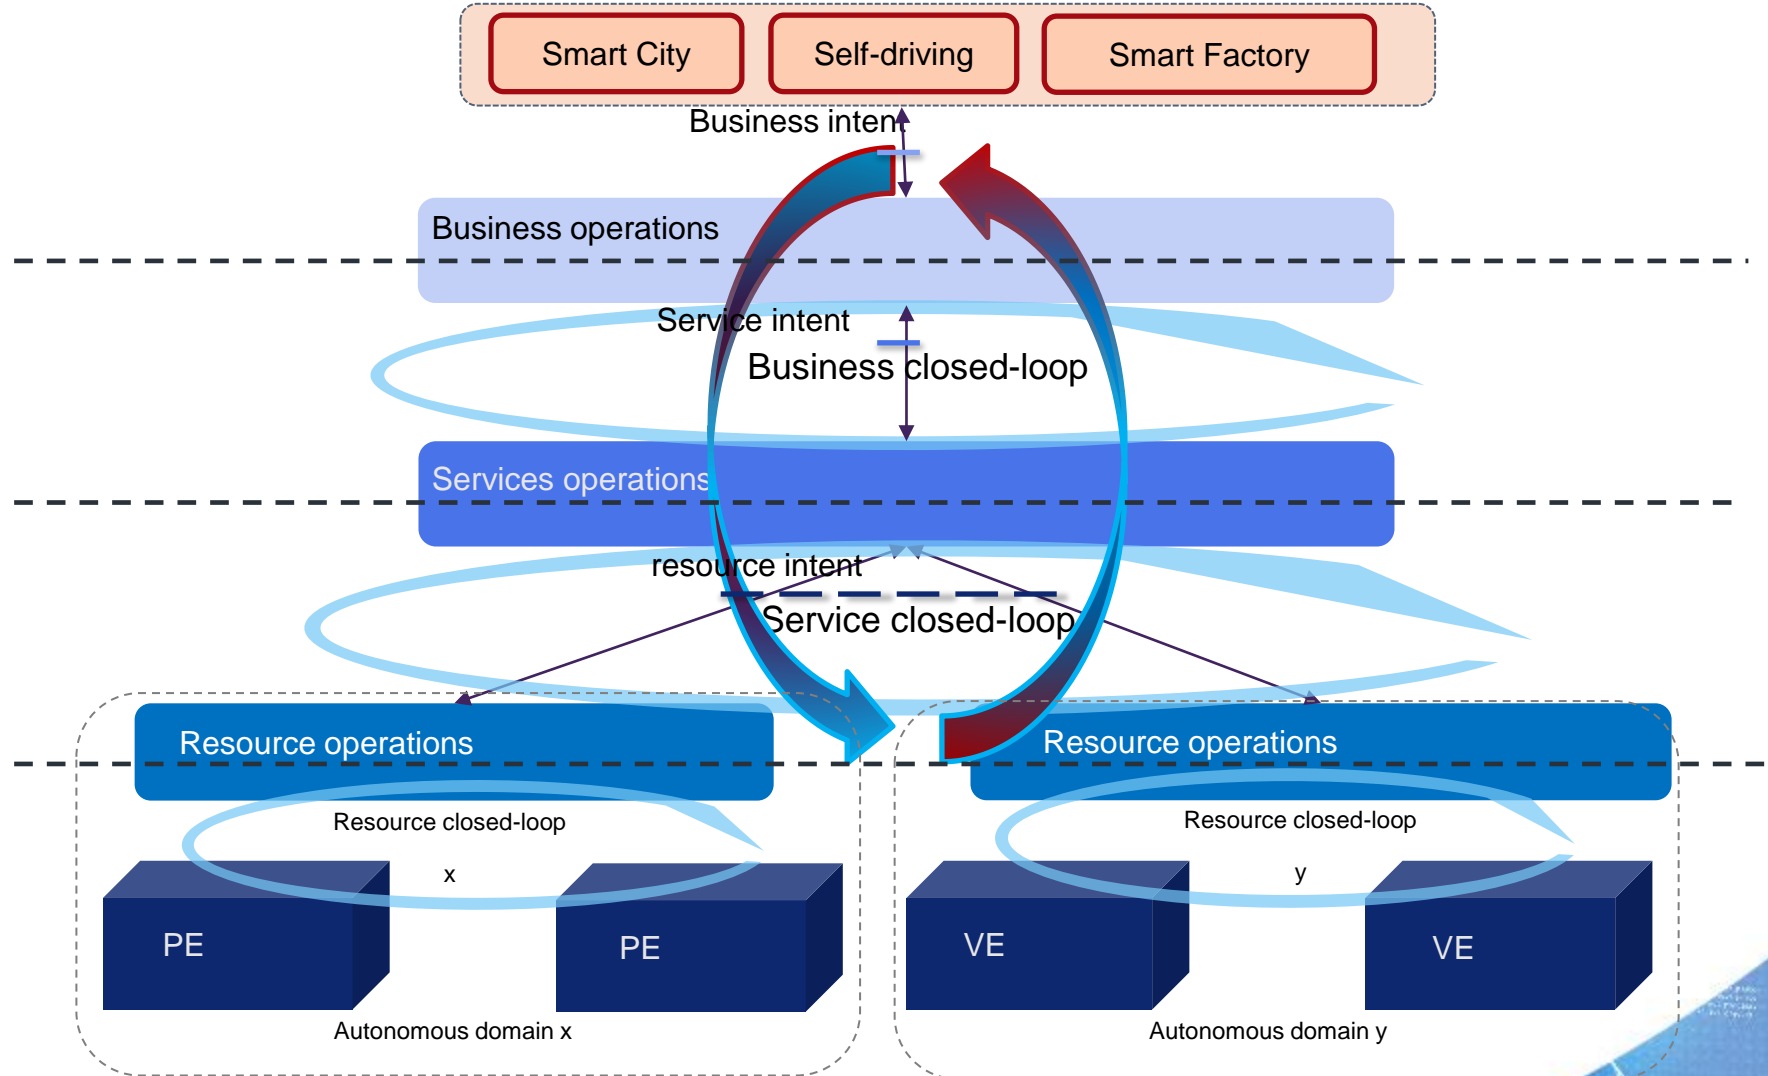 Smart City
Self-driving
Smart Factory
Business intent
Business operations
Service intent
Business closed-loop
Services operations
resource intent
Service closed-loop
Resource operations
Resource operations
Resource closed-loop
x
Resource closed-loop
y
PE
PE
VE
VE
Autonomous domain x
Autonomous domain y